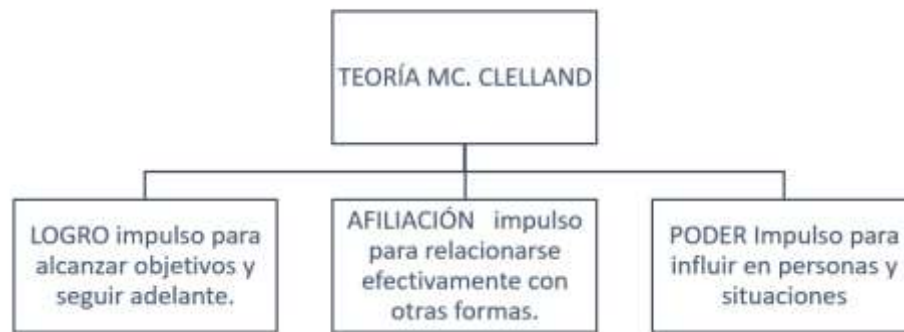 TEORÍA MC. CLELLAND
LOGRO impulso para
alcanzar objetivos y
seguir adelante.
AFILIACIÓN impulso
para relacionarse
efectivamente con
otras formas.
PODER Impulso para
influir en personas y
situaciones